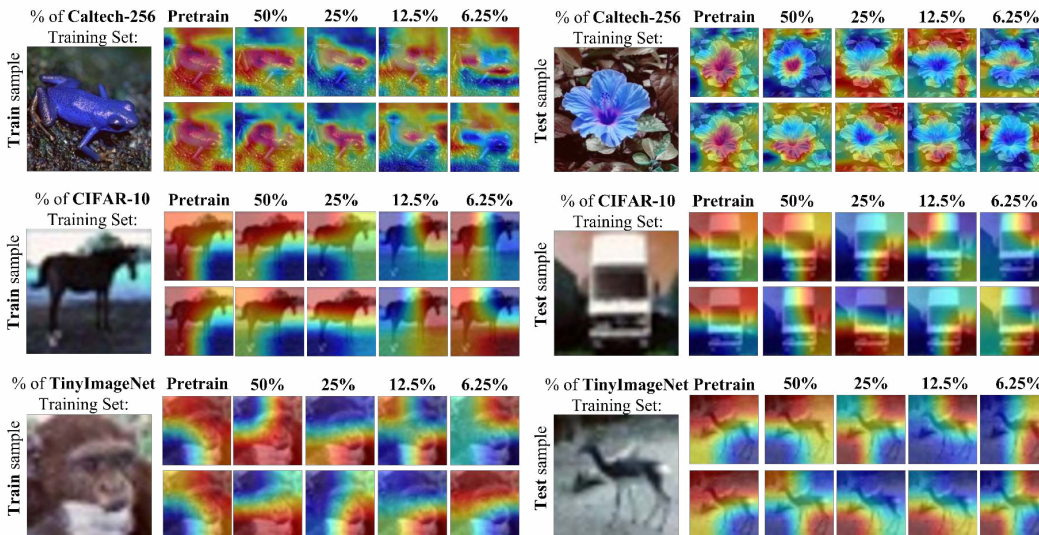 % of Caltech-256 Pretrain 50% 25% 12.5% 6.25%
Training Set:
Train sample
% of Caltech-256 Pretrain 50% 25% 12.5% 6.25%
Training Set:
Test sample
% of CIFAR-10 Pretrain 50% 25% 12.5% 6.25%
Training Set:
Train sample
% of CIFAR-10 Pretrain 50% 25% 12.5% 6.25%
Training Set:
Test sample
% of TinyImageNet Pretrain 50% 25% 12.5% 6.25%
Training Set:
Train sample
% of TinyImageNet Pretrain 50% 25% 12.5% 6.25%
Training Set:
Test sample